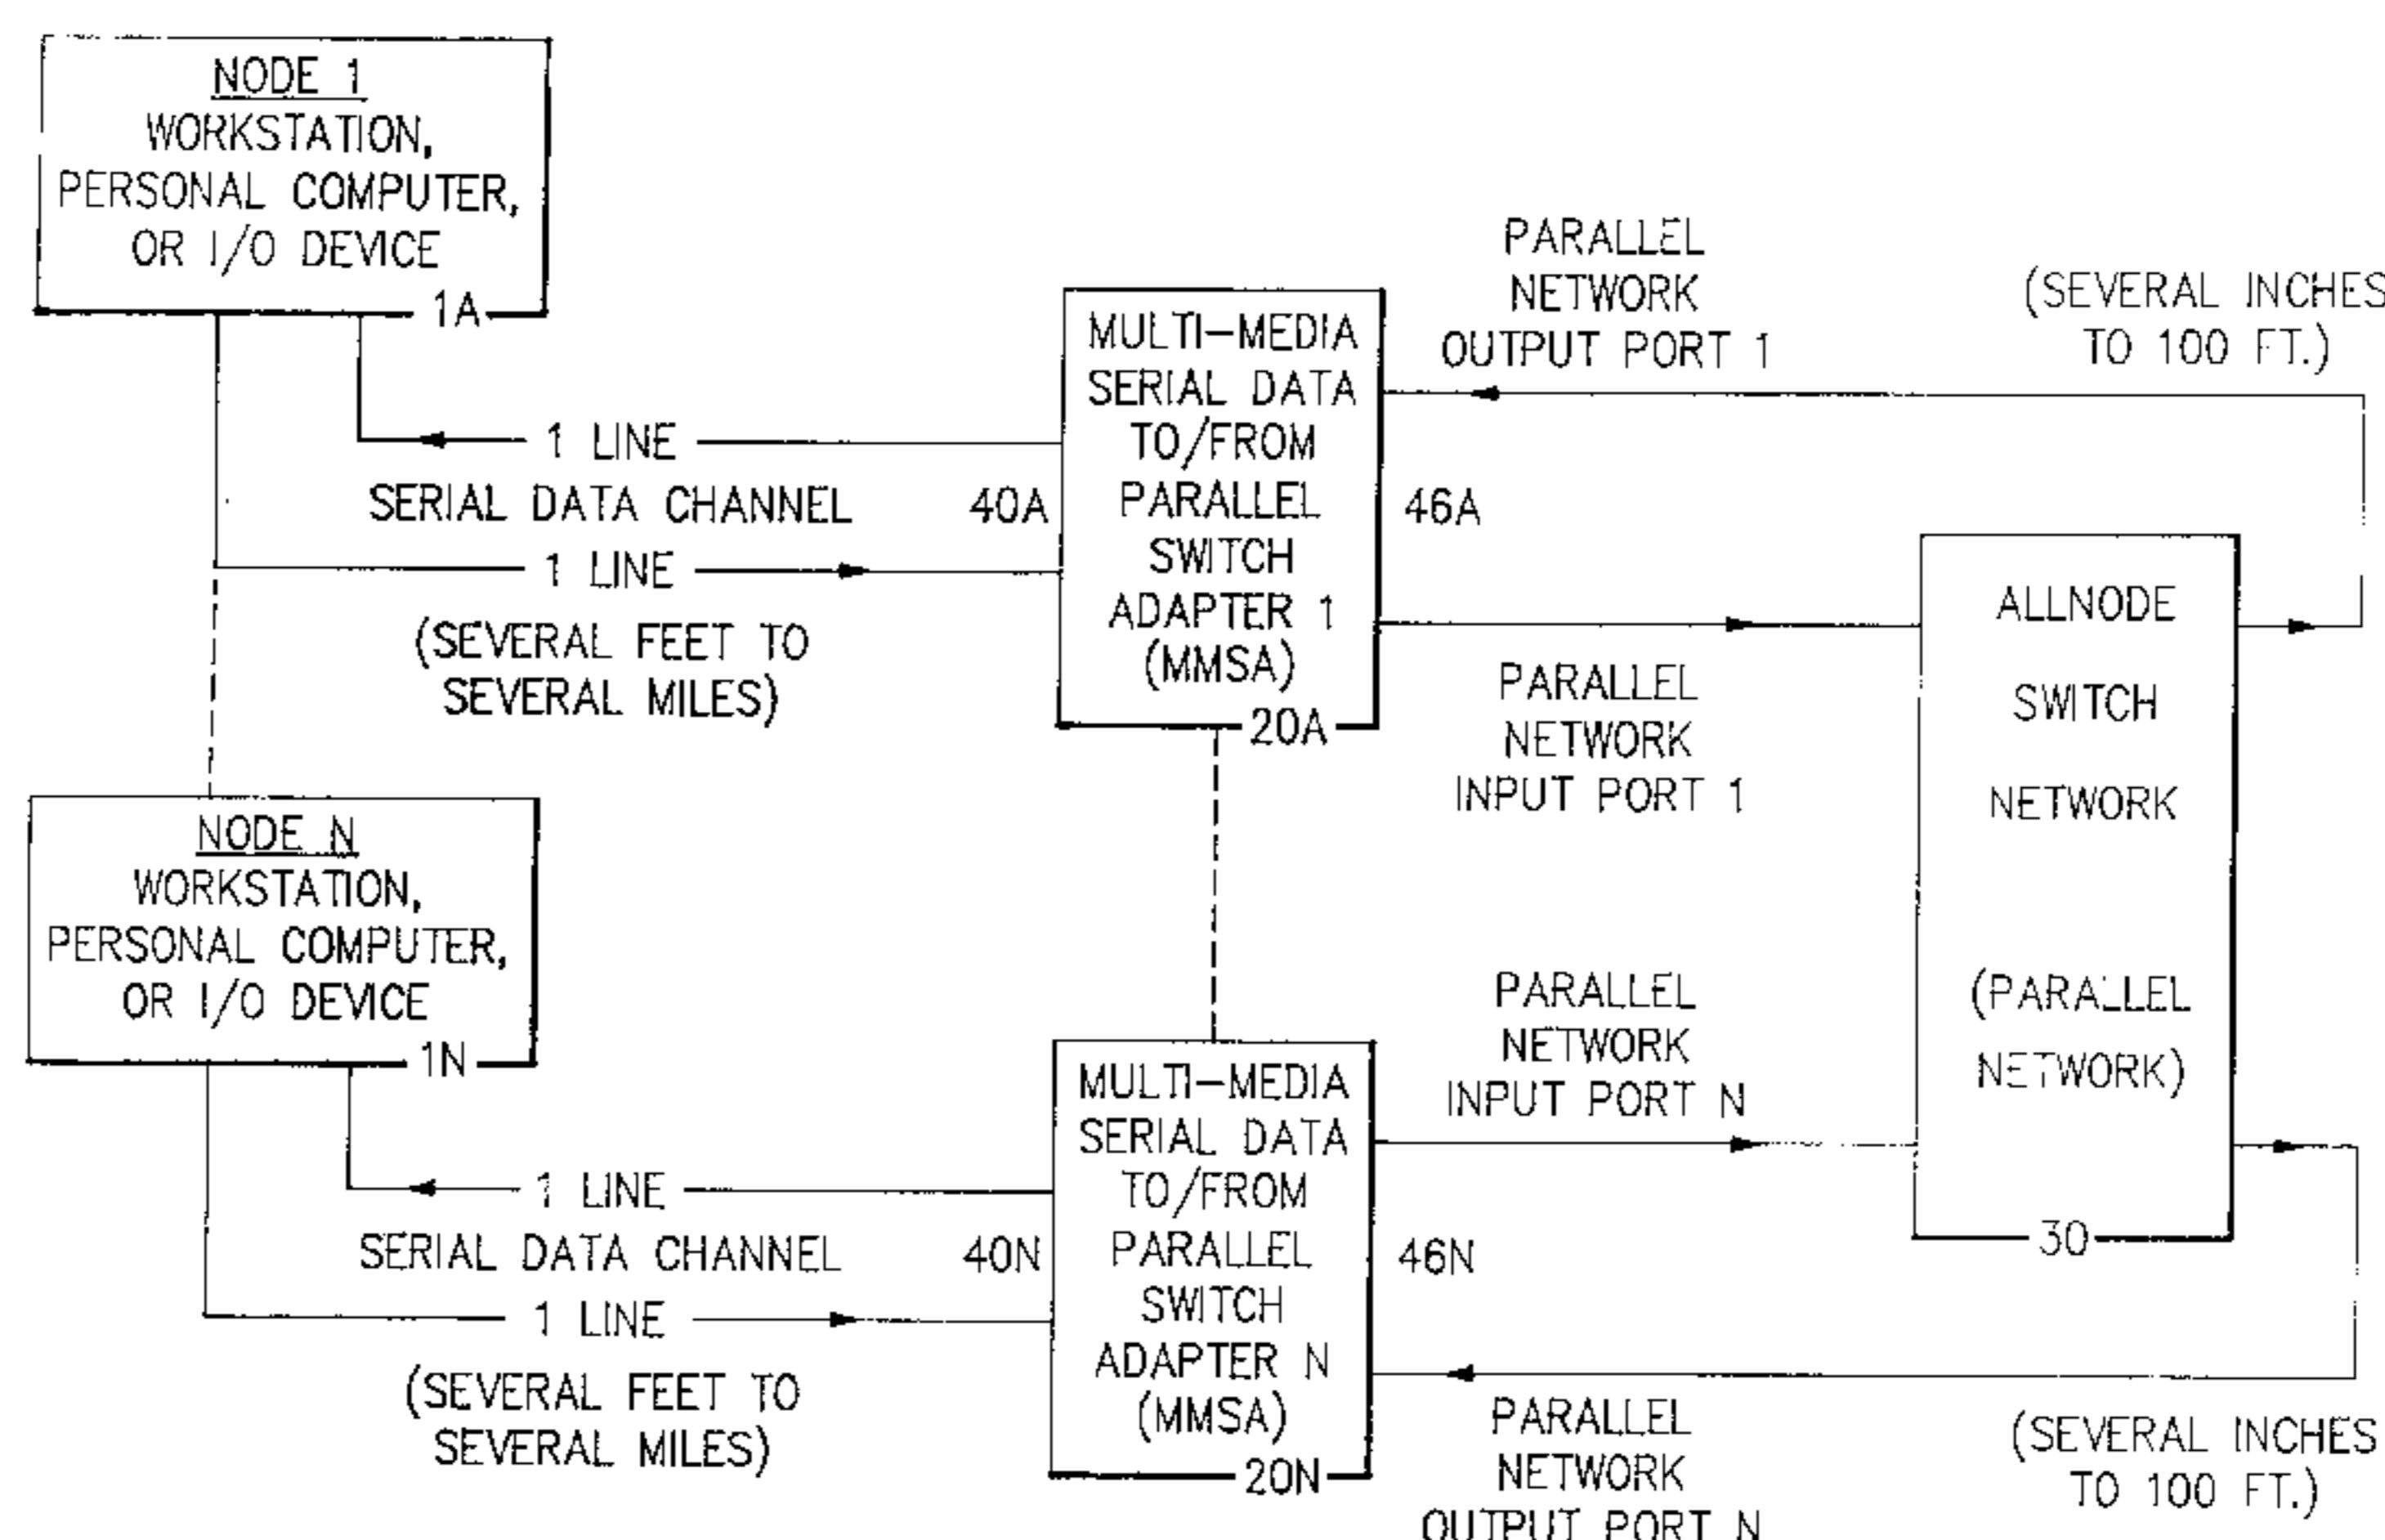 NODE 1
WORKSTATION,
PERSONAL COMPUTER,
OR I/O DEVICE
1A
1 LINE
SERIAL DATA CHANNEL
1 LINE
(SEVERAL FEET TO
SEVERAL MILES)
40A
MULTI-MEDIA
SERIAL DATA
TO/FROM
PARALLEL
SWITCH
ADAPTER 1
(MMSA)
20A
46A
PARALLEL
NETWORK
OUTPUT PORT 1
(SEVERAL INCHES
TO 100 FT.)
PARALLEL
NETWORK
INPUT PORT 1
ALLNODE
SWITCH
NETWORK
(PARALLEL
NETWORK)
30
NODE N
WORKSTATION,
PERSONAL COMPUTER,
OR I/O DEVICE
1N
1 LINE
SERIAL DATA CHANNEL
1 LINE
(SEVERAL FEET TO
SEVERAL MILES)
40N
MULTI-MEDIA
SERIAL DATA
TO/FROM
PARALLEL
SWITCH
ADAPTER N
(MMSA)
20N
46N
PARALLEL
NETWORK
INPUT PORT N
PARALLEL
NETWORK
OUTPUT PORT N
(SEVERAL INCHES
TO 100 FT.)